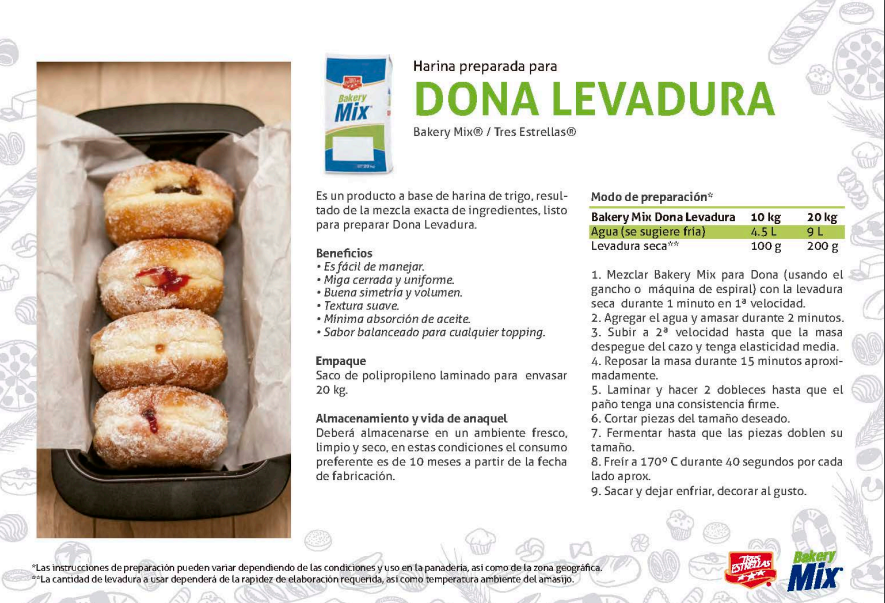 Harina preparada para
DONA LEVADURA
Bakery Mix® / Tres Estrellas®
TRES ESTRELLAS
Bakery
Mix
Es un producto a base de harina de trigo, resul-
tado de la mezcla exacta de ingredientes, listo
para preparar Dona Levadura.
Beneficios
• Es fácil de manejar.
• Miga cerrada y uniforme.
• Buena simetría y volumen.
• Textura suave.
• Mínima absorción de aceite.
• Sabor balanceado para cualquier topping.
Empaque
Saco de polipropileno laminado para envasar
20 kg.
Almacenamiento y vida de anaquel
Deberá almacenarse en un ambiente fresco,
limpio y seco, en estas condiciones el consumo
preferente es de 10 meses a partir de la fecha
de fabricación.
Modo de preparación*
Bakery Mix Dona Levadura 10 kg 20 kg
Agua (se sugiere fría) 4.5 L 9 L
Levadura seca** 100 g 200 g
1. Mezclar Bakery Mix para Dona (usando el
gancho o máquina de espiral) con la levadura
seca durante 1 minuto en 1ª velocidad.
2. Agregar el agua y amasar durante 2 minutos.
3. Subir a 2ª velocidad hasta que la masa
despegue del cazo y tenga elasticidad media.
4. Reposar la masa durante 15 minutos aproxi-
madamente.
5. Laminar y hacer 2 dobleces hasta que el
paño tenga una consistencia firme.
6. Cortar piezas del tamaño deseado.
7. Fermentar hasta que las piezas doblen su
tamaño.
8. Freír a 170º C durante 40 segundos por cada
lado aprox.
9. Sacar y dejar enfriar, decorar al gusto.
*Las instrucciones de preparación pueden variar dependiendo de las condiciones y uso en la panadería, así como de la zona geográfica.
**La cantidad de levadura a usar dependerá de la rapidez de elaboración requerida, así como temperatura ambiente del amasijo.
TRES
ESTRELLAS
Bakery
Mix